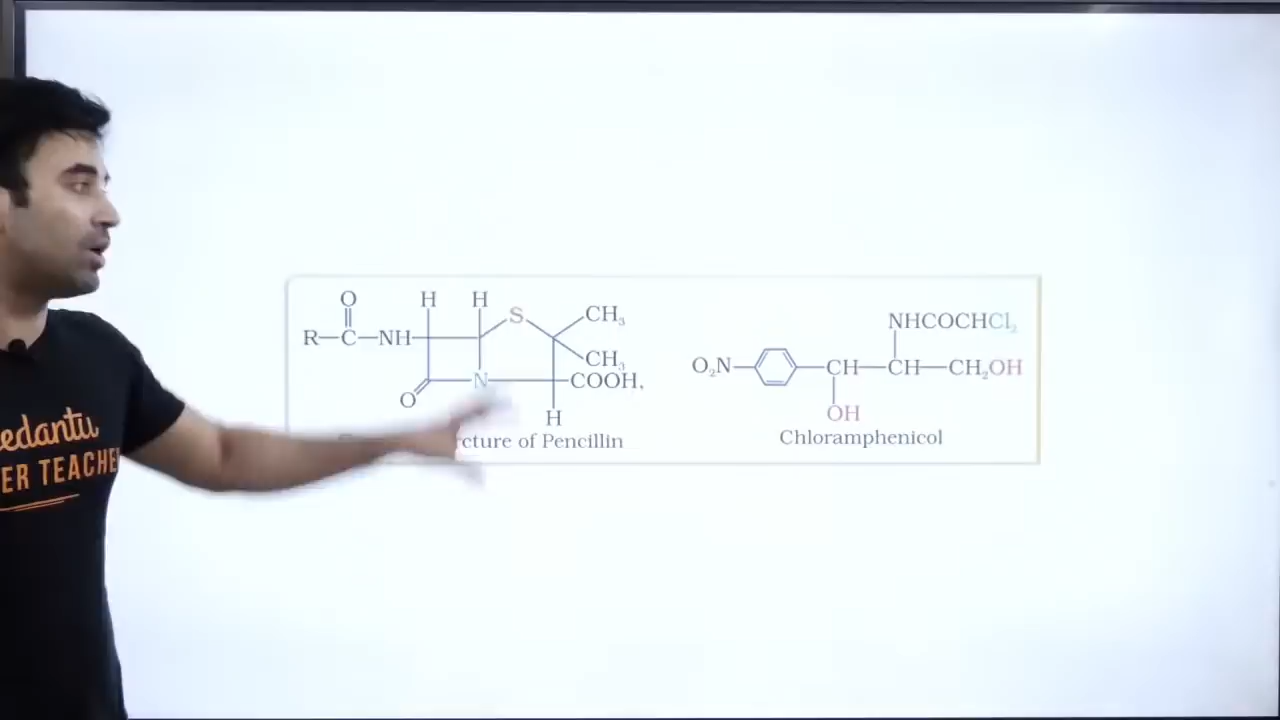 edantu
ER TEACHE
O
H
H
S
CH₃
R
C
NH
CH₃
N
COOH,
O
H
cture of Pencillin
NHCOCHCl₂
O₂N
CH
CH
CH₂OH
OH
Chloramphenicol